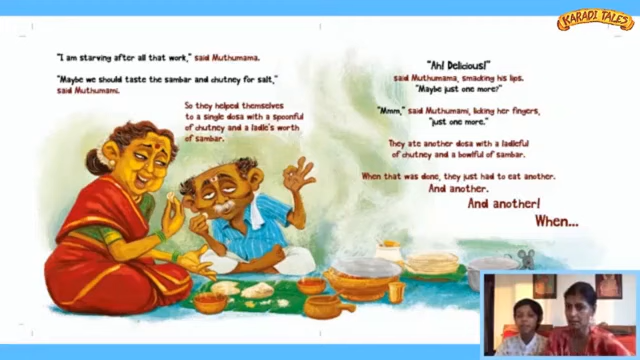 KARADI TALES
"I am starving after all that work," said Muthumama.
"Maybe we should taste the sambar and chutney for salt,"
said Muthumami.
So they helped themselves
to a single dosa with a spoonful
of chutney and a ladle's worth
of sambar.
"Ah! Delicious!"
said Muthumama, smacking his lips.
"Maybe just one more?"
"Mmm," said Muthumami, licking her fingers,
"just one more."
They ate another dosa with a ladleful
of chutney and a bowlful of sambar.
When that was done, they just had to eat another.
And another.
And another!
When...